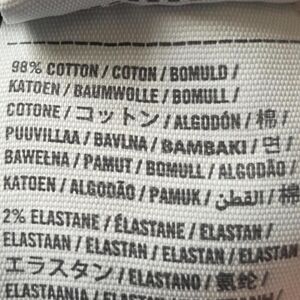 98% COTTON / COTON / BOMULD /
KATOEN / BAUMWOLLE / BOMULL /
COTONE / コットン / ALGODÓN / 棉 /
PUUVILLAA / BAVLNA / BAMBAKI / 면 /
BAWEŁNA / PAMUT / BOMULL / ALGODÃO /
KATOEN / ALGODÃO / PAMUK / القطن / 棉
2% ELASTANE / ÉLASTANE / ELASTAN /
ELASTAAN / ELASTAN / ELASTAN / ELASTAN
エラスタン / ELASTANO / 氨纶 /
ELASTAANIA /